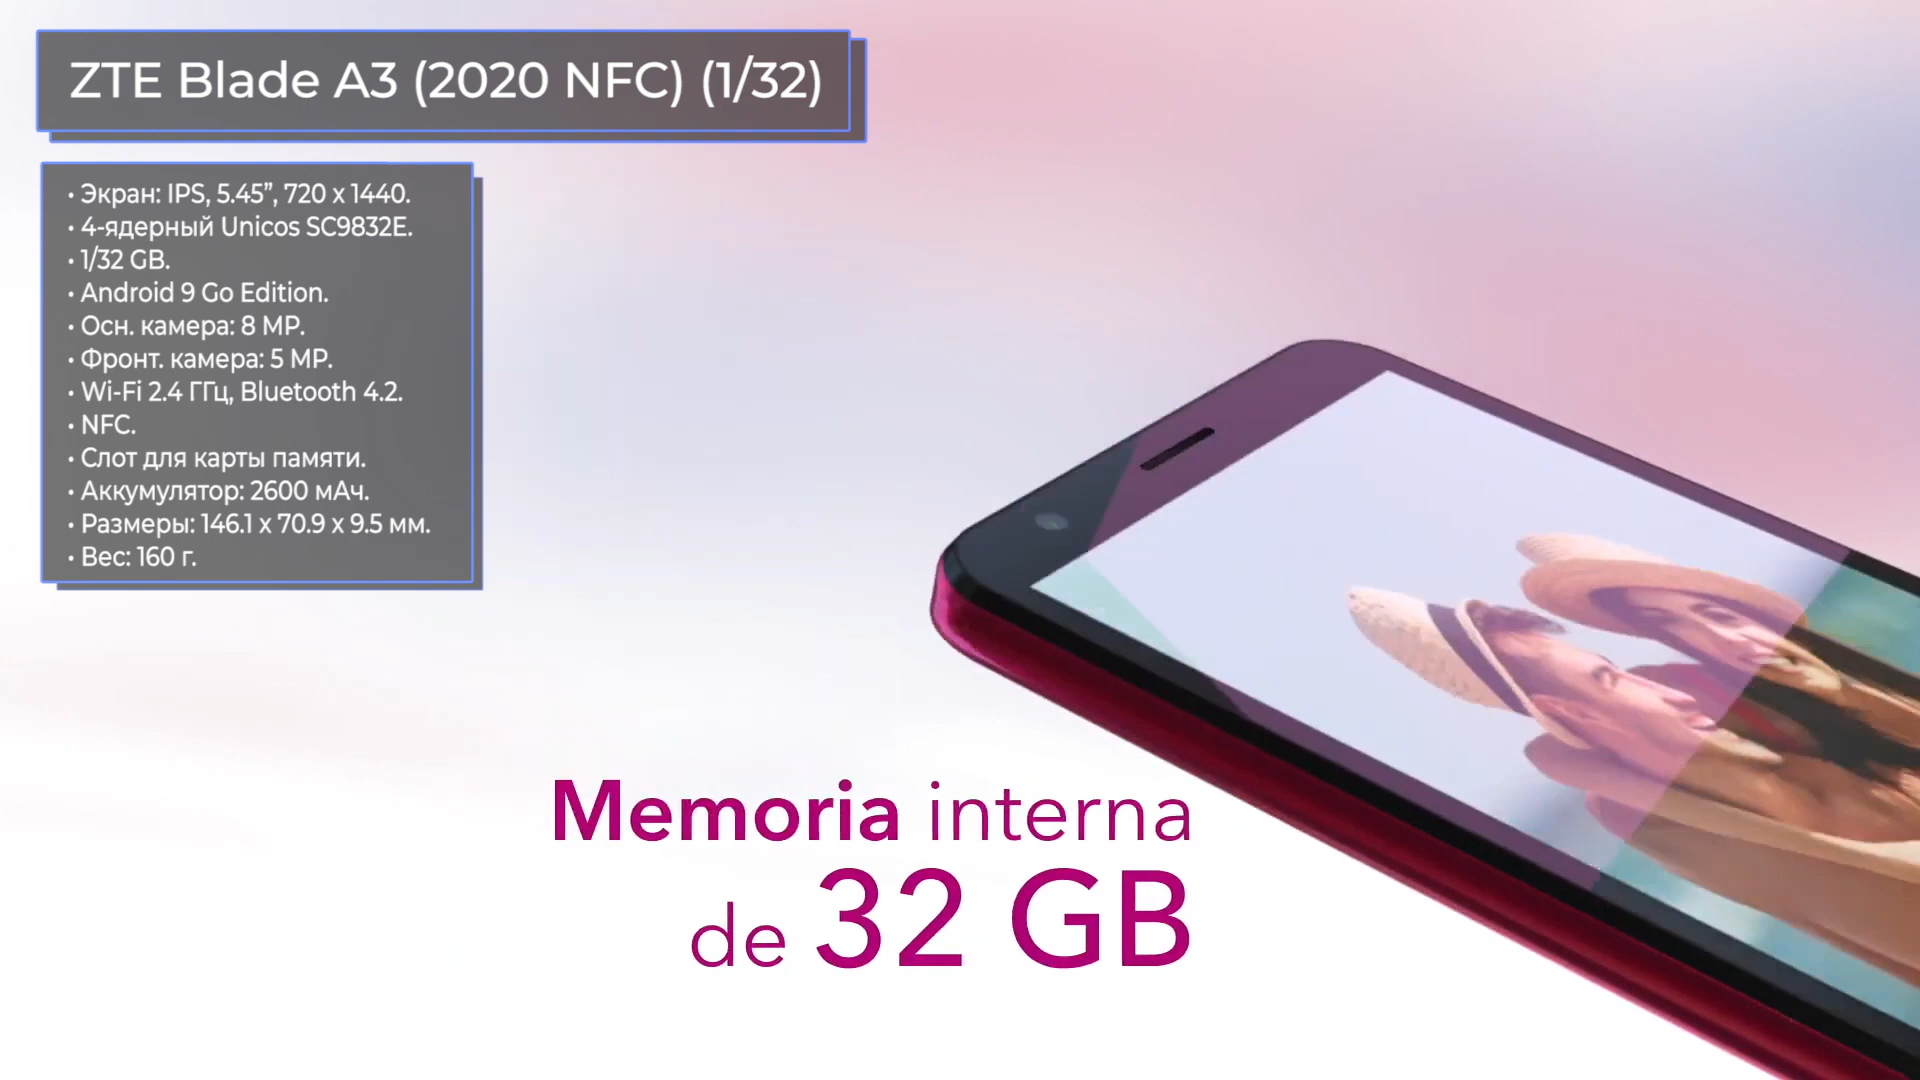 ZTE Blade A3 (2020 NFC) (1/32)
• Экран: IPS, 5.45”, 720 x 1440.
• 4-ядерный Unicos SC9832E.
• 1/32 GB.
• Android 9 Go Edition.
• Осн. камера: 8 MP.
• Фронт. камера: 5 MP.
• Wi-Fi 2.4 ГГц, Bluetooth 4.2.
• NFC.
• Слот для карты памяти.
• Аккумулятор: 2600 мАч.
• Размеры: 146.1 x 70.9 x 9.5 мм.
• Вес: 160 г.
Memoria interna
de 32 GB